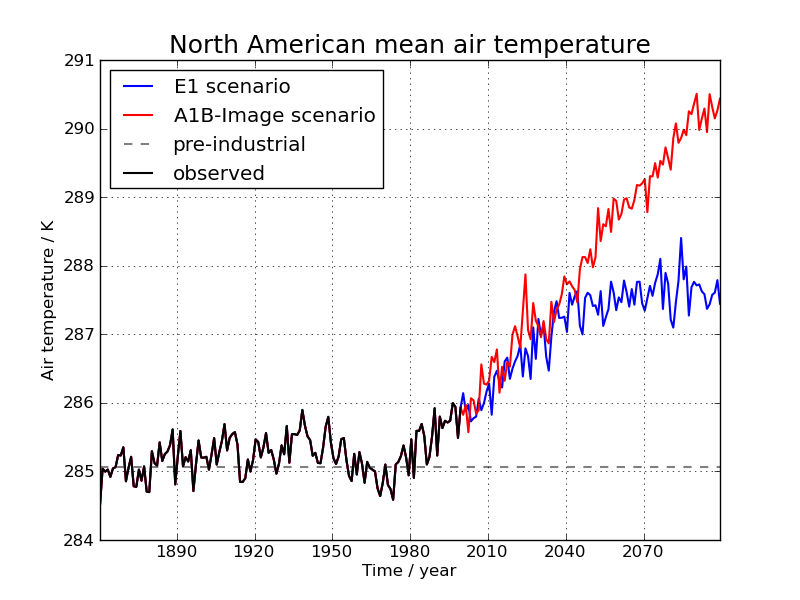 North American mean air temperature
291
290
289
288
287
286
285
284
Air temperature / K
E1 scenario
A1B-Image scenario
pre-industrial
observed
1890 1920 1950 1980 2010 2040 2070
Time / year